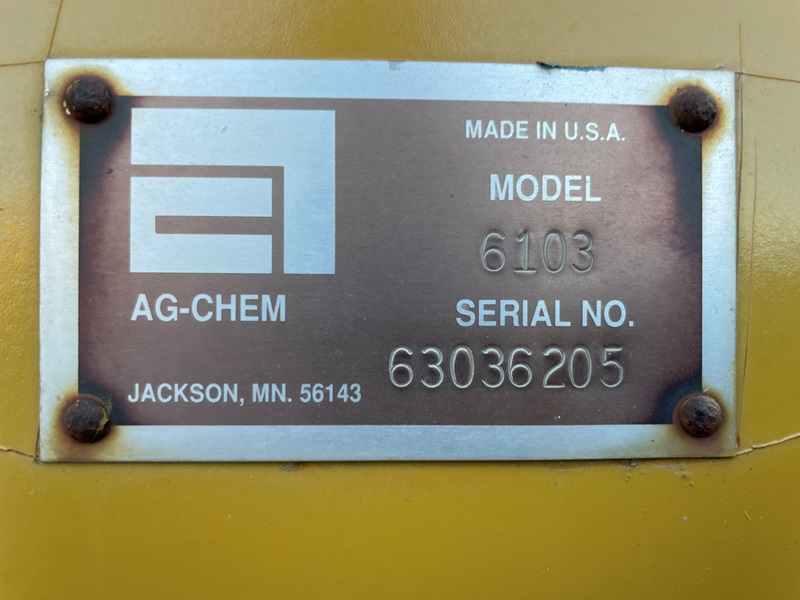 MADE IN U.S.A.
MODEL
6103
AG-CHEM
SERIAL NO.
63036205
JACKSON, MN. 56143